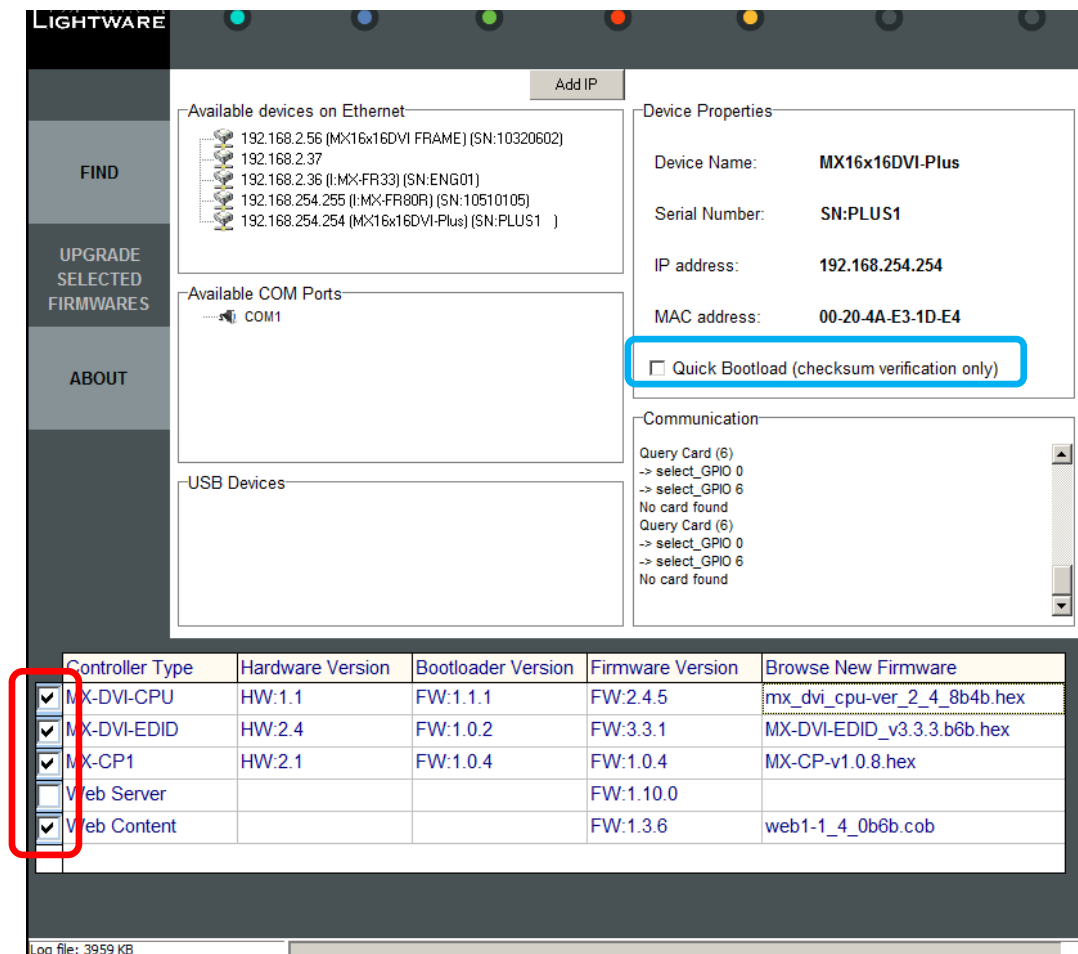 LIGHTWARE
Add IP
FIND
UPGRADE
SELECTED
FIRMWARES
ABOUT
Available devices on Ethernet
192.168.2.56 (MX16x16DVI FRAME) (SN:10320602)
192.168.2.37
192.168.2.36 (I:MX-FR33) (SN:ENG01)
192.168.254.255 (I:MX-FR80R) (SN:10510105)
192.168.254.254 (MX16x16DVI-Plus) (SN:PLUS1 )
Available COM Ports
COM1
USB Devices
Device Properties
Device Name: MX16x16DVI-Plus
Serial Number: SN:PLUS1
IP address: 192.168.254.254
MAC address: 00-20-4A-E3-1D-E4
Quick Bootload (checksum verification only)
Communication
Query Card (6)
-> select_GPIO 0
-> select_GPIO 6
No card found
Query Card (6)
-> select_GPIO 0
-> select_GPIO 6
No card found
Controller Type Hardware Version Bootloader Version Firmware Version Browse New Firmware
MX-DVI-CPU HW:1.1 FW:1.1.1 FW:2.4.5 mx_dvi_cpu-ver_2_4_8b4b.hex
MX-DVI-EDID HW:2.4 FW:1.0.2 FW:3.3.1 MX-DVI-EDID_v3.3.3.b6b.hex
MX-CP1 HW:2.1 FW:1.0.4 FW:1.0.4 MX-CP-v1.0.8.hex
Web Server FW:1.10.0
Web Content FW:1.3.6 web1-1_4_0b6b.cob
Log file: 3959 KB